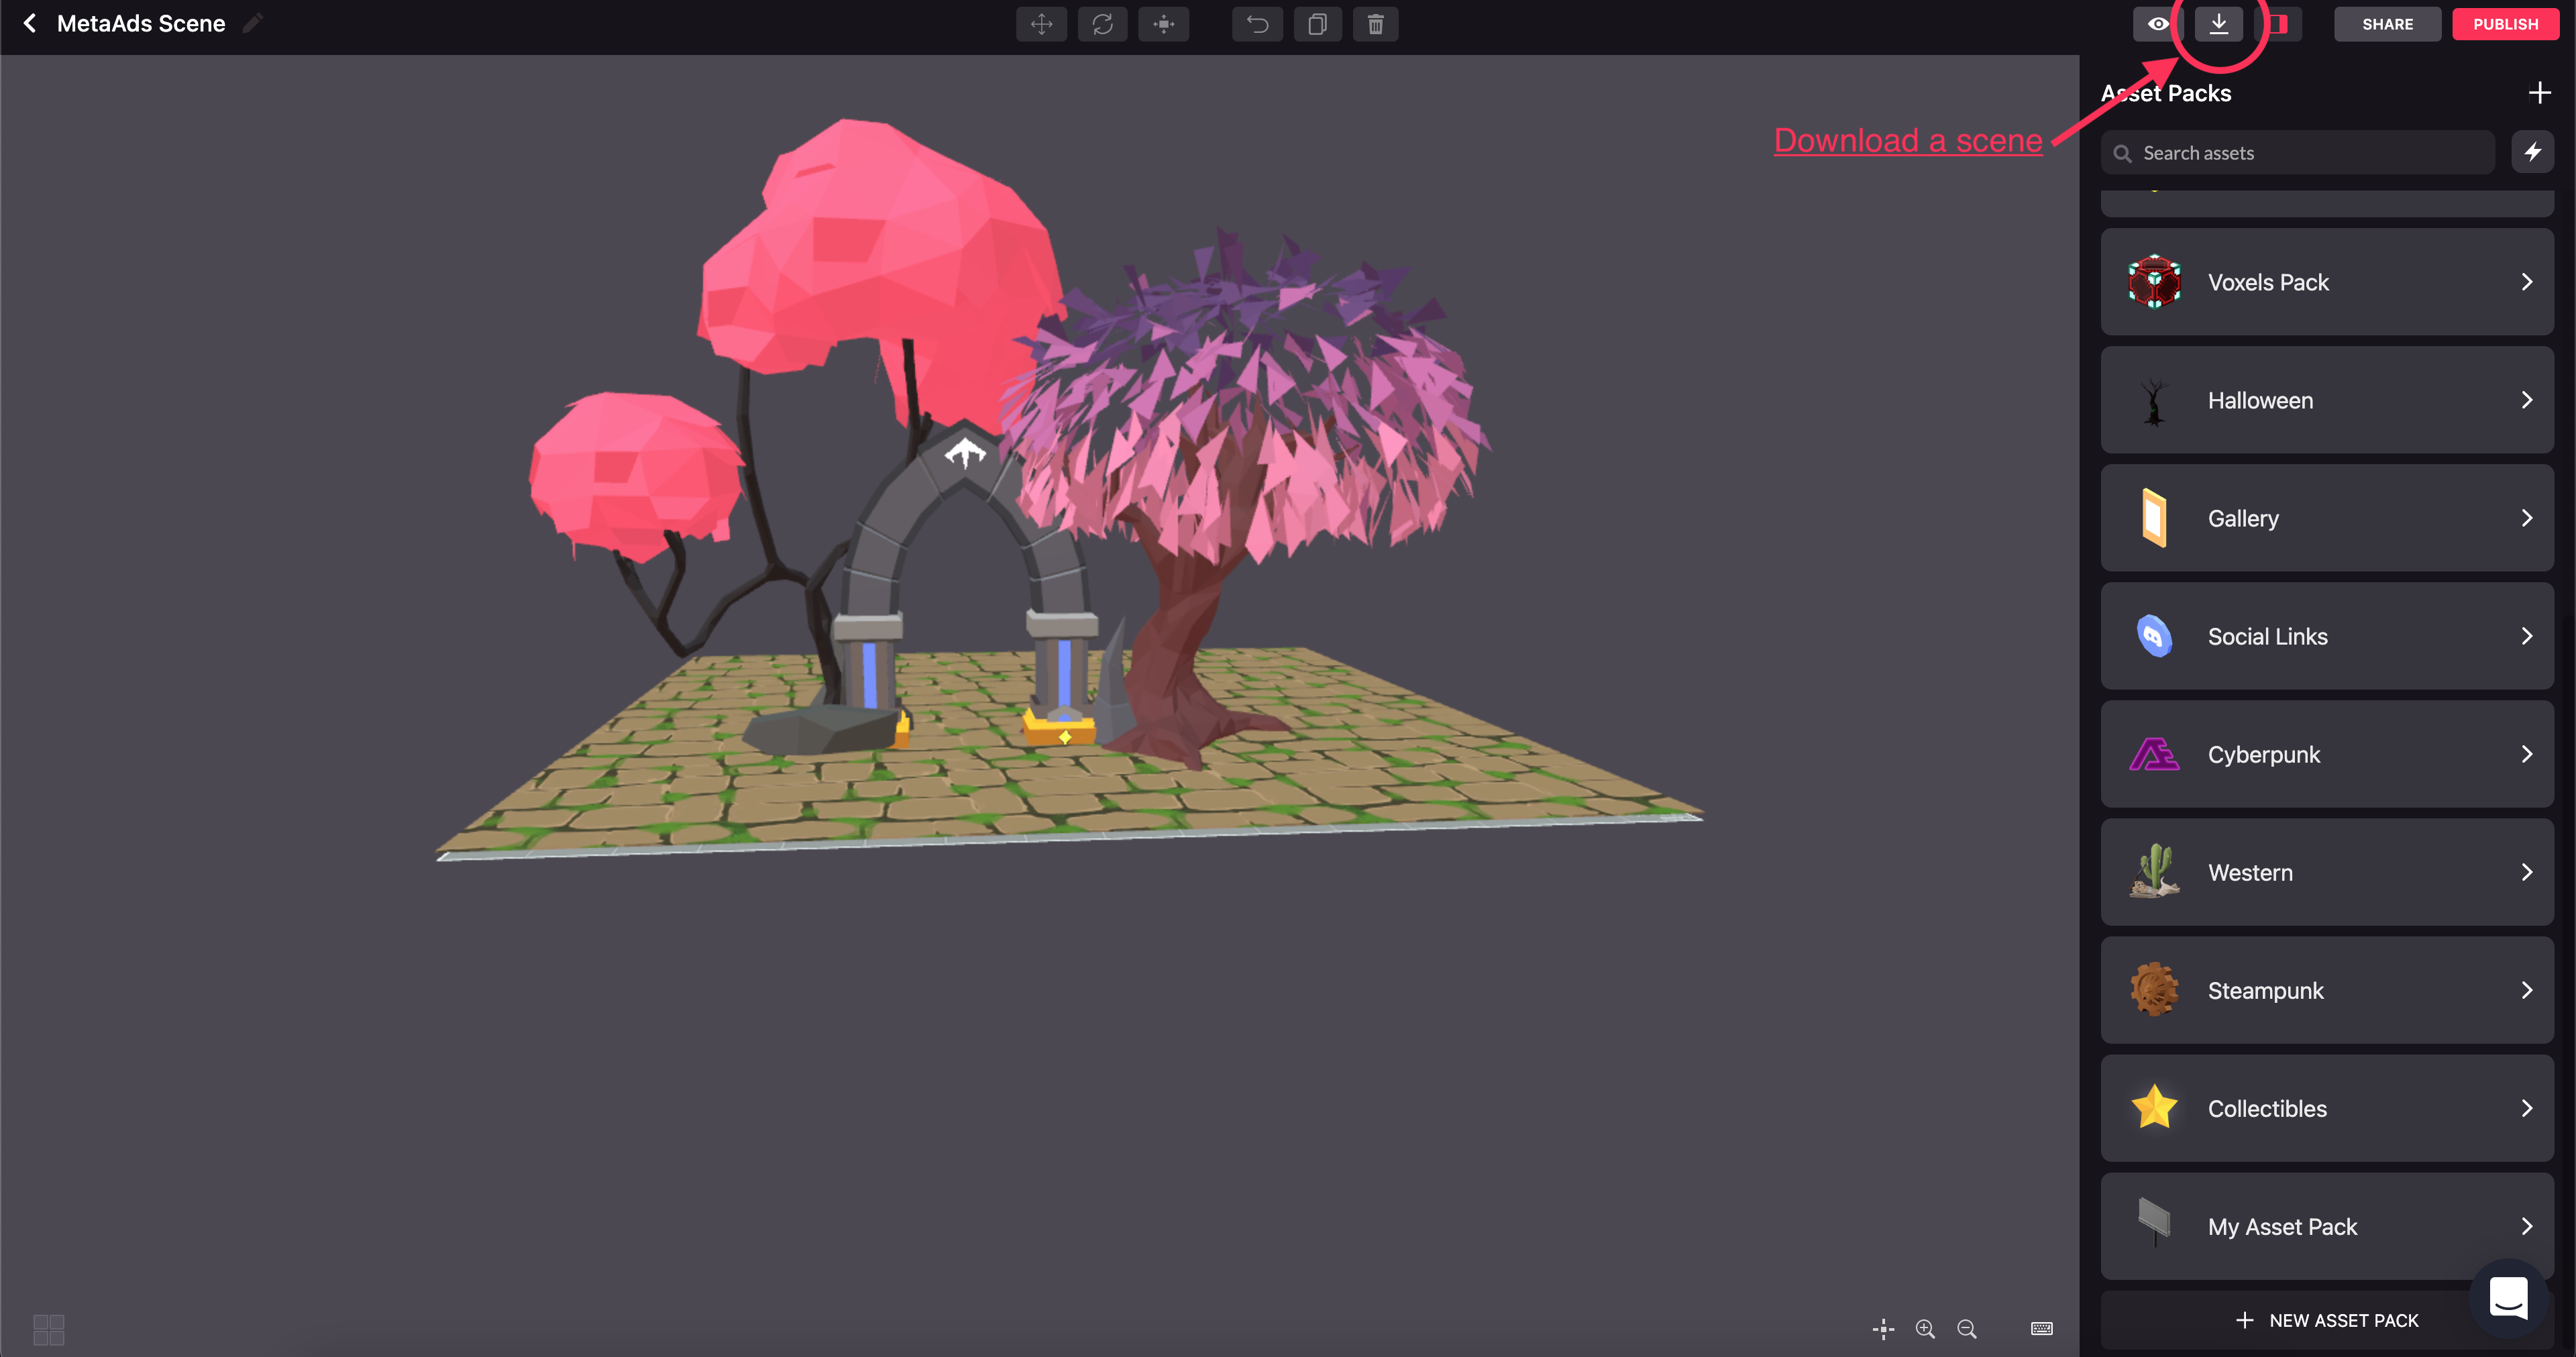 MetaAds Scene
SHARE
PUBLISH
Asset Packs
Download a scene
Search assets
Voxels Pack
Halloween
Gallery
Social Links
Cyberpunk
Western
Steampunk
Collectibles
My Asset Pack
NEW ASSET PACK